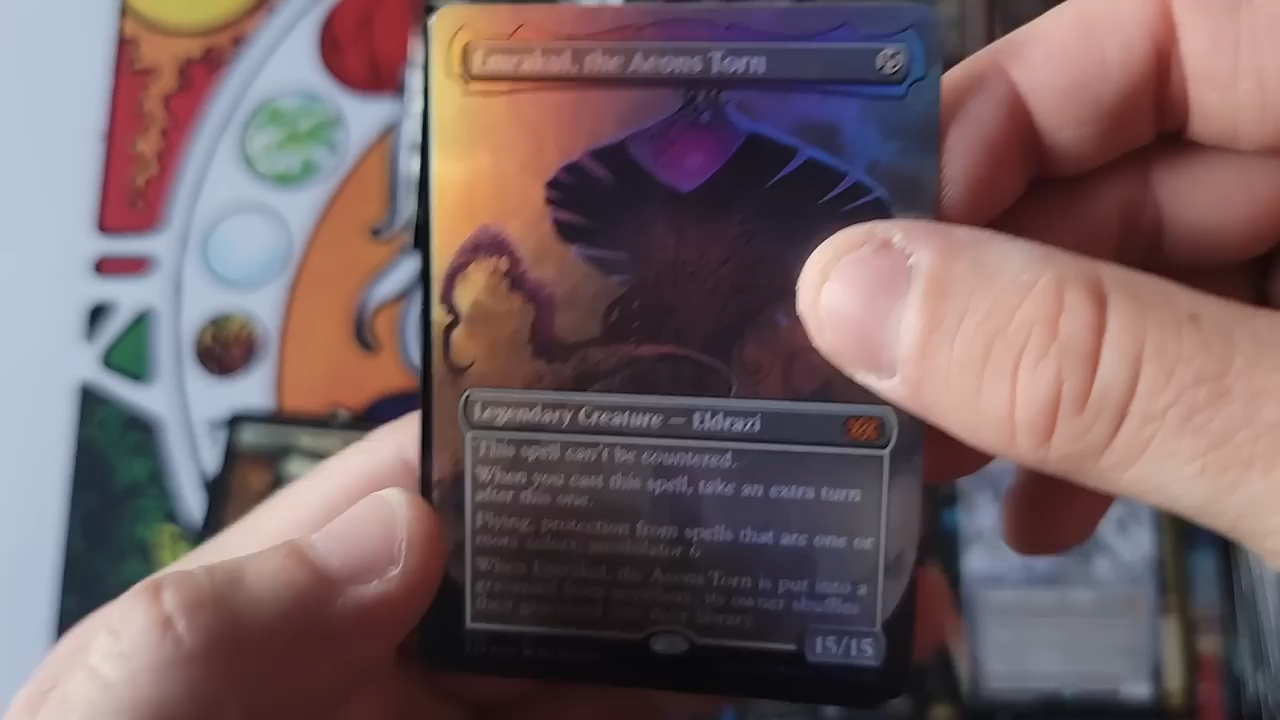 Emrakul, the Aeons Torn
15
Legendary Creature — Eldrazi
This spell can't be countered.
When you cast this spell, take an extra turn
after this one.
Flying, protection from spells that are one or
more colors, annihilator 6
When Emrakul, the Aeons Torn is put into a
graveyard from anywhere, its owner shuffles
their graveyard into their library.
15/15